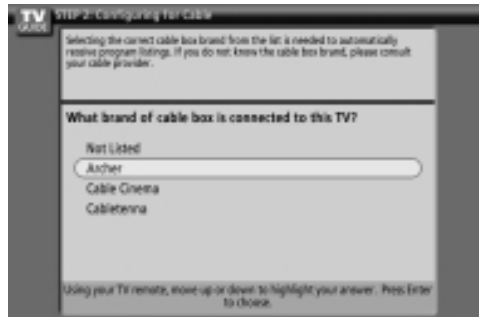 TV
GUIDE
STEP 2: Configuring for Cable
Selecting the correct cable box brand from the list is needed to automatically
receive program listings. If you do not know the cable box brand, please consult
your cable provider.
What brand of cable box is connected to this TV?
Not Listed
Archer
Cable Cinema
Cabletenna
Using your TV remote, move up or down to highlight your answer. Press Enter
to choose.